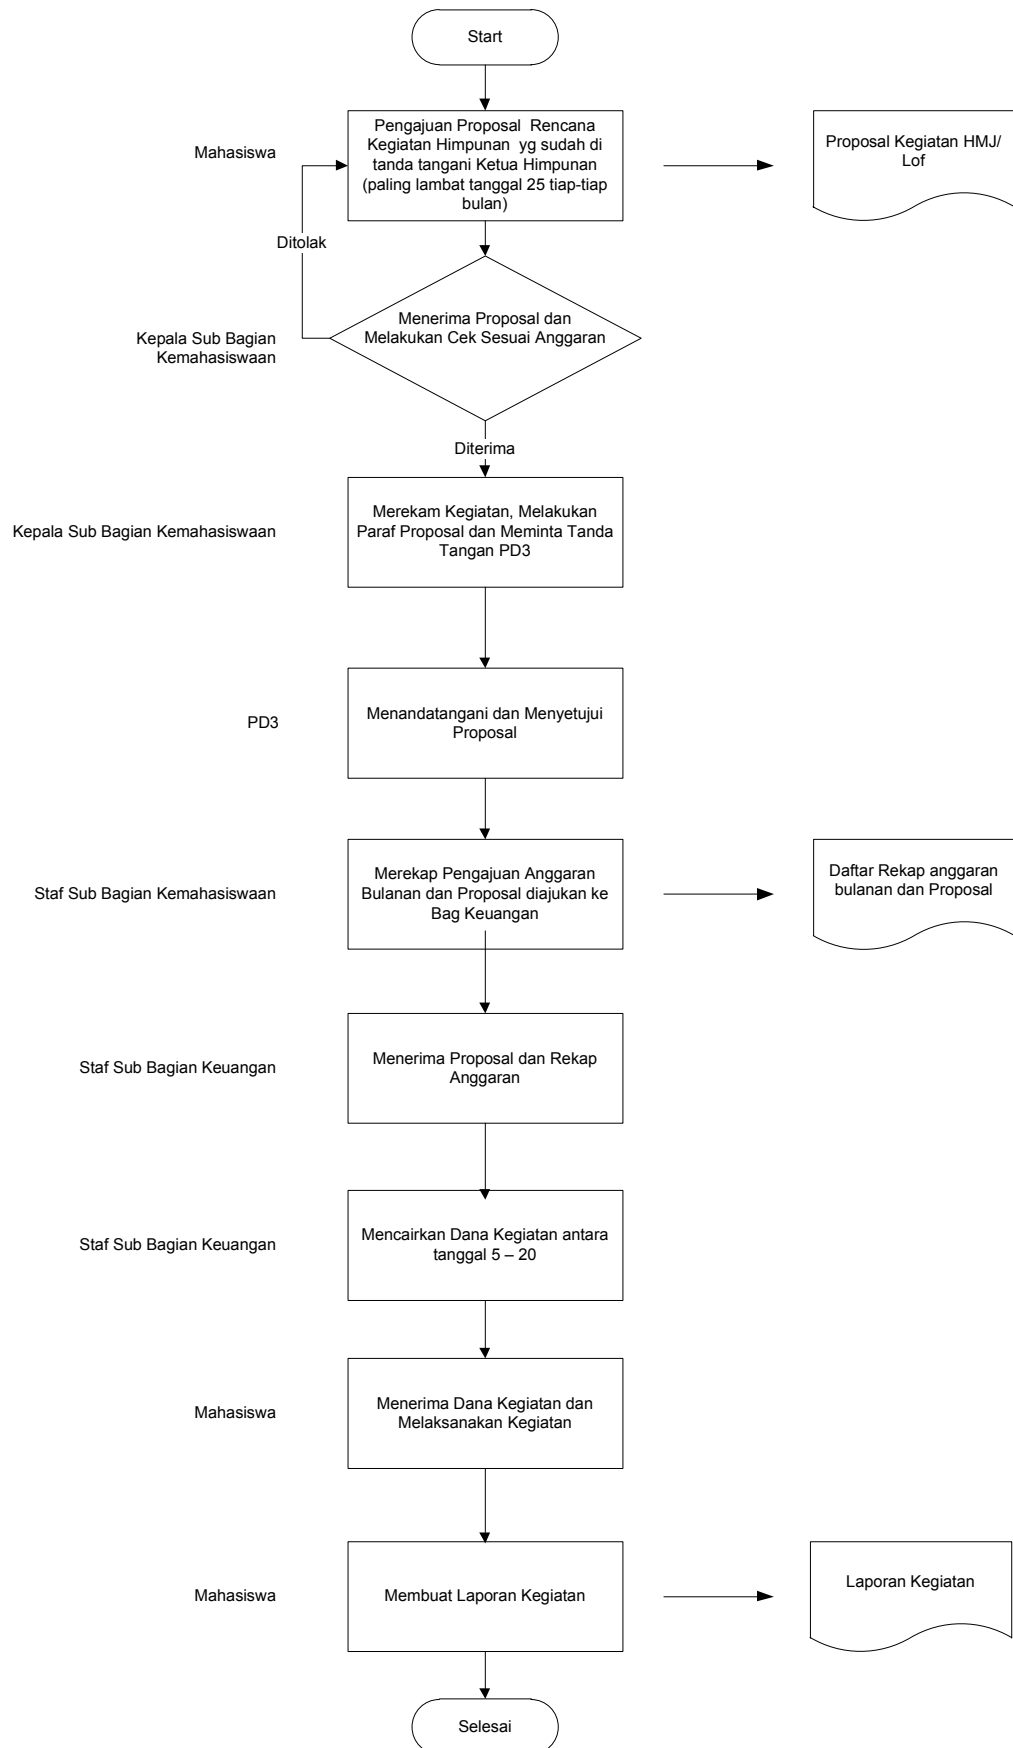 Start
Mahasiswa
Pengajuan Proposal  Rencana
Kegiatan Himpunan  yg sudah di
tanda tangani Ketua Himpunan
(paling lambat tanggal 25 tiap-tiap
bulan)
Proposal Kegiatan HMJ/
Lof
Ditolak
Kepala Sub Bagian
Kemahasiswaan
Menerima Proposal dan
Melakukan Cek Sesuai Anggaran
Diterima
Kepala Sub Bagian Kemahasiswaan
Merekam Kegiatan, Melakukan
Paraf Proposal dan Meminta Tanda
Tangan PD3
PD3
Menandatangani dan Menyetujui
Proposal
Staf Sub Bagian Kemahasiswaan
Merekap Pengajuan Anggaran
Bulanan dan Proposal diajukan ke
Bag Keuangan
Daftar Rekap anggaran
bulanan dan Proposal
Staf Sub Bagian Keuangan
Menerima Proposal dan Rekap
Anggaran
Staf Sub Bagian Keuangan
Mencairkan Dana Kegiatan antara
tanggal 5 – 20
Mahasiswa
Menerima Dana Kegiatan dan
Melaksanakan Kegiatan
Mahasiswa
Membuat Laporan Kegiatan
Laporan Kegiatan
Selesai